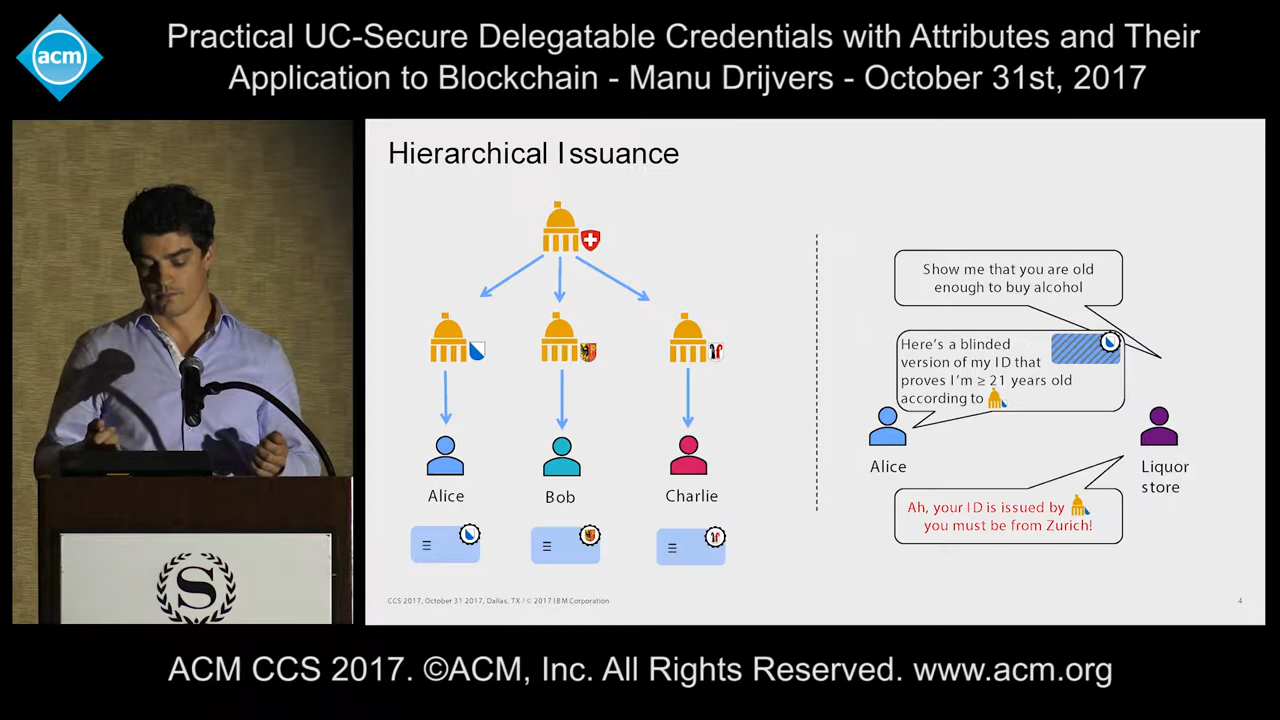 acm
Practical UC-Secure Delegatable Credentials with Attributes and Their
Application to Blockchain - Manu Drijvers - October 31st, 2017
Hierarchical Issuance
Alice
Bob
Charlie
Show me that you are old
enough to buy alcohol
Here's a blinded
version of my ID that
proves I'm ≥ 21 years old
according to
Alice
Liquor
store
Ah, your ID is issued by
you must be from Zurich!
CCS 2017, October 31 2017, Dallas, TX / © 2017 IBM Corporation
4
S
ACM CCS 2017. ©ACM, Inc. All Rights Reserved. www.acm.org